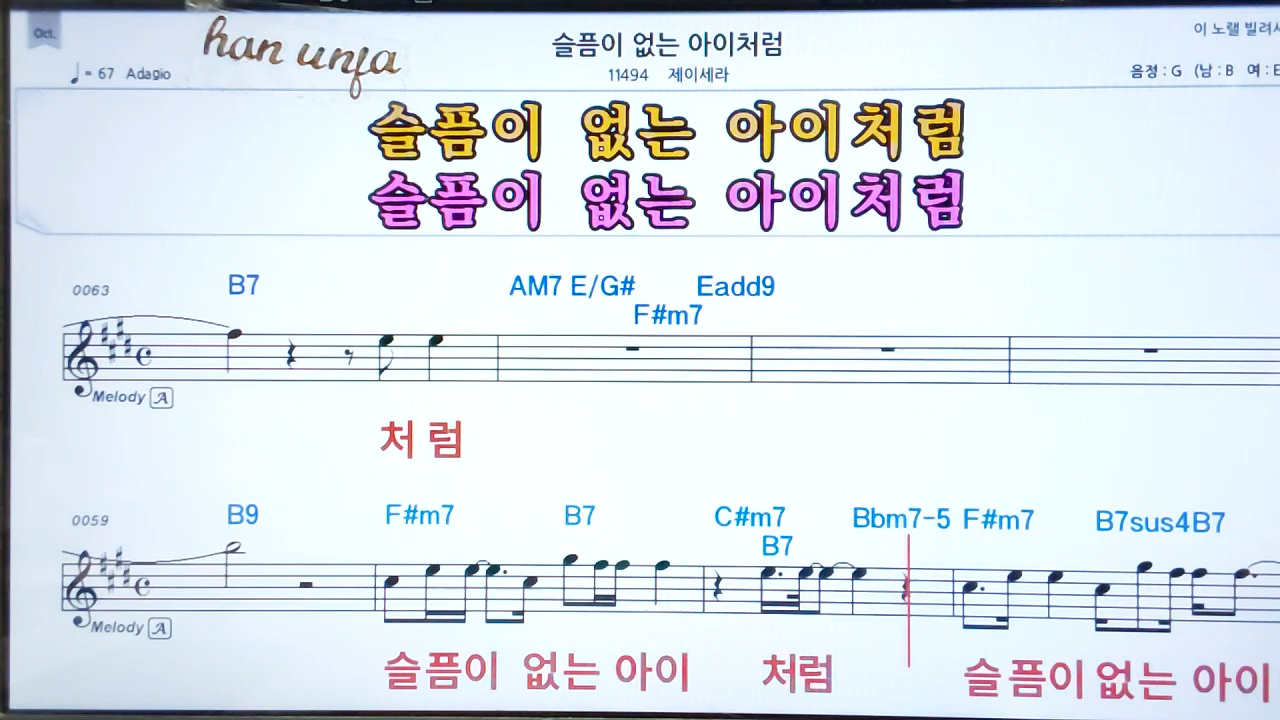 Oct.
han unfa
슬픔이 없는 아이처럼
이 노랠 빌려서
♩= 67 Adagio
11494 제이세라
음정 : G (남 : B 여 : E
슬픔이 없는 아이처럼
슬픔이 없는 아이처럼
0063
B7 AM7 E/G# Eadd9
F#m7
Melody A
처 럼
0059
B9 F#m7 B7 C#m7 Bbm7-5 F#m7 B7sus4 B7
B7
Melody A
슬픔이 없는 아이 처럼 슬픔이 없는 아이